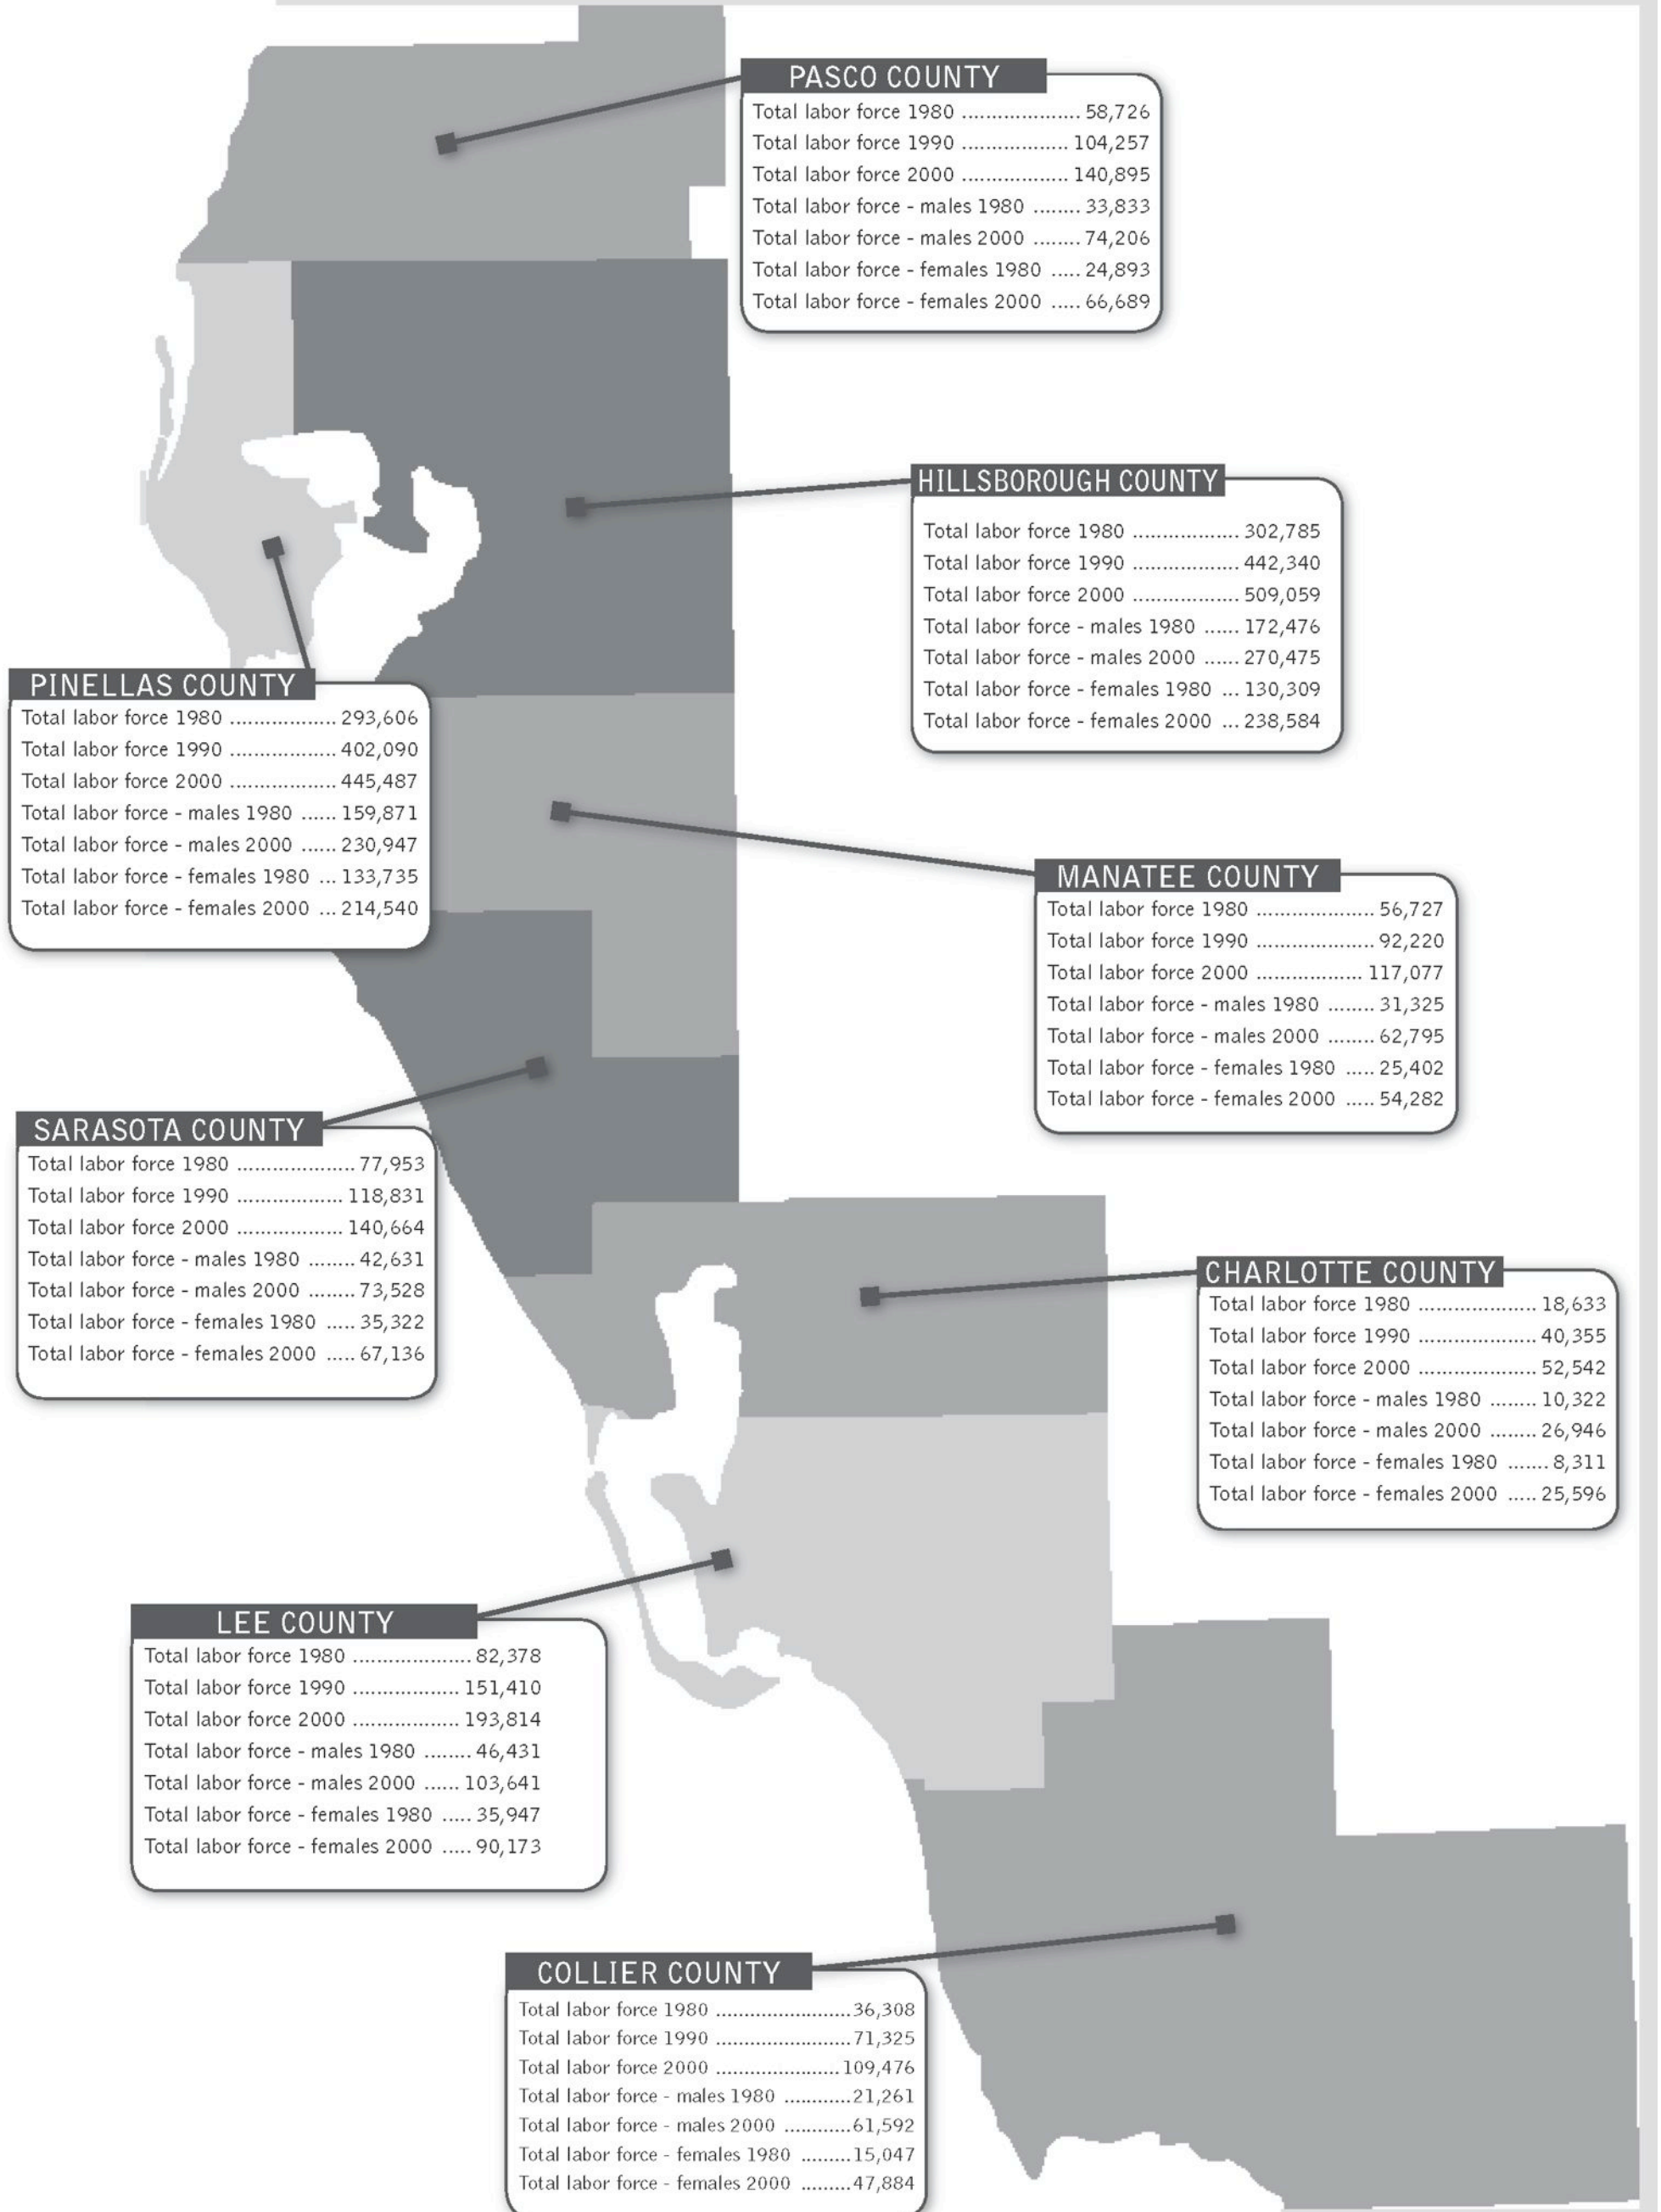 PASCO COUNTY
Total labor force 1980 .................... 58,726
Total labor force 1990 .................. 104,257
Total labor force 2000 .................. 140,895
Total labor force - males 1980 ........ 33,833
Total labor force - males 2000 ........ 74,206
Total labor force - females 1980 ..... 24,893
Total labor force - females 2000 ..... 66,689
HILLSBOROUGH COUNTY
Total labor force 1980 .................. 302,785
Total labor force 1990 .................. 442,340
Total labor force 2000 .................. 509,059
Total labor force - males 1980 ...... 172,476
Total labor force - males 2000 ...... 270,475
Total labor force - females 1980 ... 130,309
Total labor force - females 2000 ... 238,584
PINELLAS COUNTY
Total labor force 1980 .................. 293,606
Total labor force 1990 .................. 402,090
Total labor force 2000 .................. 445,487
Total labor force - males 1980 ...... 159,871
Total labor force - males 2000 ...... 230,947
Total labor force - females 1980 ... 133,735
Total labor force - females 2000 ... 214,540
MANATEE COUNTY
Total labor force 1980 .................... 56,727
Total labor force 1990 .................... 92,220
Total labor force 2000 .................. 117,077
Total labor force - males 1980 ........ 31,325
Total labor force - males 2000 ........ 62,795
Total labor force - females 1980 ..... 25,402
Total labor force - females 2000 ..... 54,282
SARASOTA COUNTY
Total labor force 1980 .................... 77,953
Total labor force 1990 .................. 118,831
Total labor force 2000 .................. 140,664
Total labor force - males 1980 ........ 42,631
Total labor force - males 2000 ........ 73,528
Total labor force - females 1980 ..... 35,322
Total labor force - females 2000 ..... 67,136
CHARLOTTE COUNTY
Total labor force 1980 .................... 18,633
Total labor force 1990 .................... 40,355
Total labor force 2000 .................... 52,542
Total labor force - males 1980 ........ 10,322
Total labor force - males 2000 ........ 26,946
Total labor force - females 1980 ....... 8,311
Total labor force - females 2000 ..... 25,596
LEE COUNTY
Total labor force 1980 .................... 82,378
Total labor force 1990 .................. 151,410
Total labor force 2000 .................. 193,814
Total labor force - males 1980 ........ 46,431
Total labor force - males 2000 ...... 103,641
Total labor force - females 1980 ..... 35,947
Total labor force - females 2000 ..... 90,173
COLLIER COUNTY
Total labor force 1980 ........................36,308
Total labor force 1990 ........................71,325
Total labor force 2000 ......................109,476
Total labor force - males 1980 ............21,261
Total labor force - males 2000 ............61,592
Total labor force - females 1980 .........15,047
Total labor force - females 2000 .........47,884